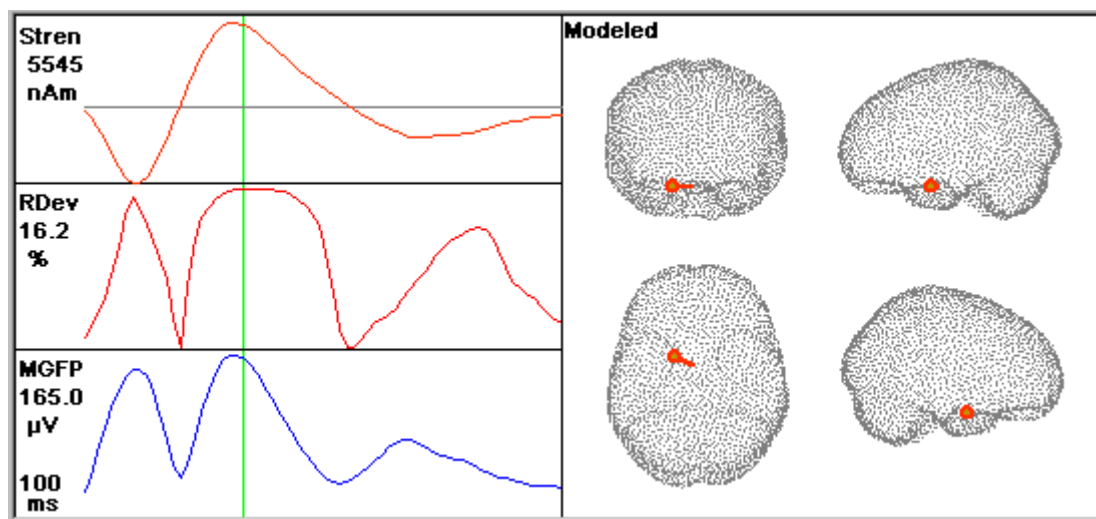 Stren
5545
nAm
RDev
16.2
%
MGFP
165.0
µV
100
ms
Modeled